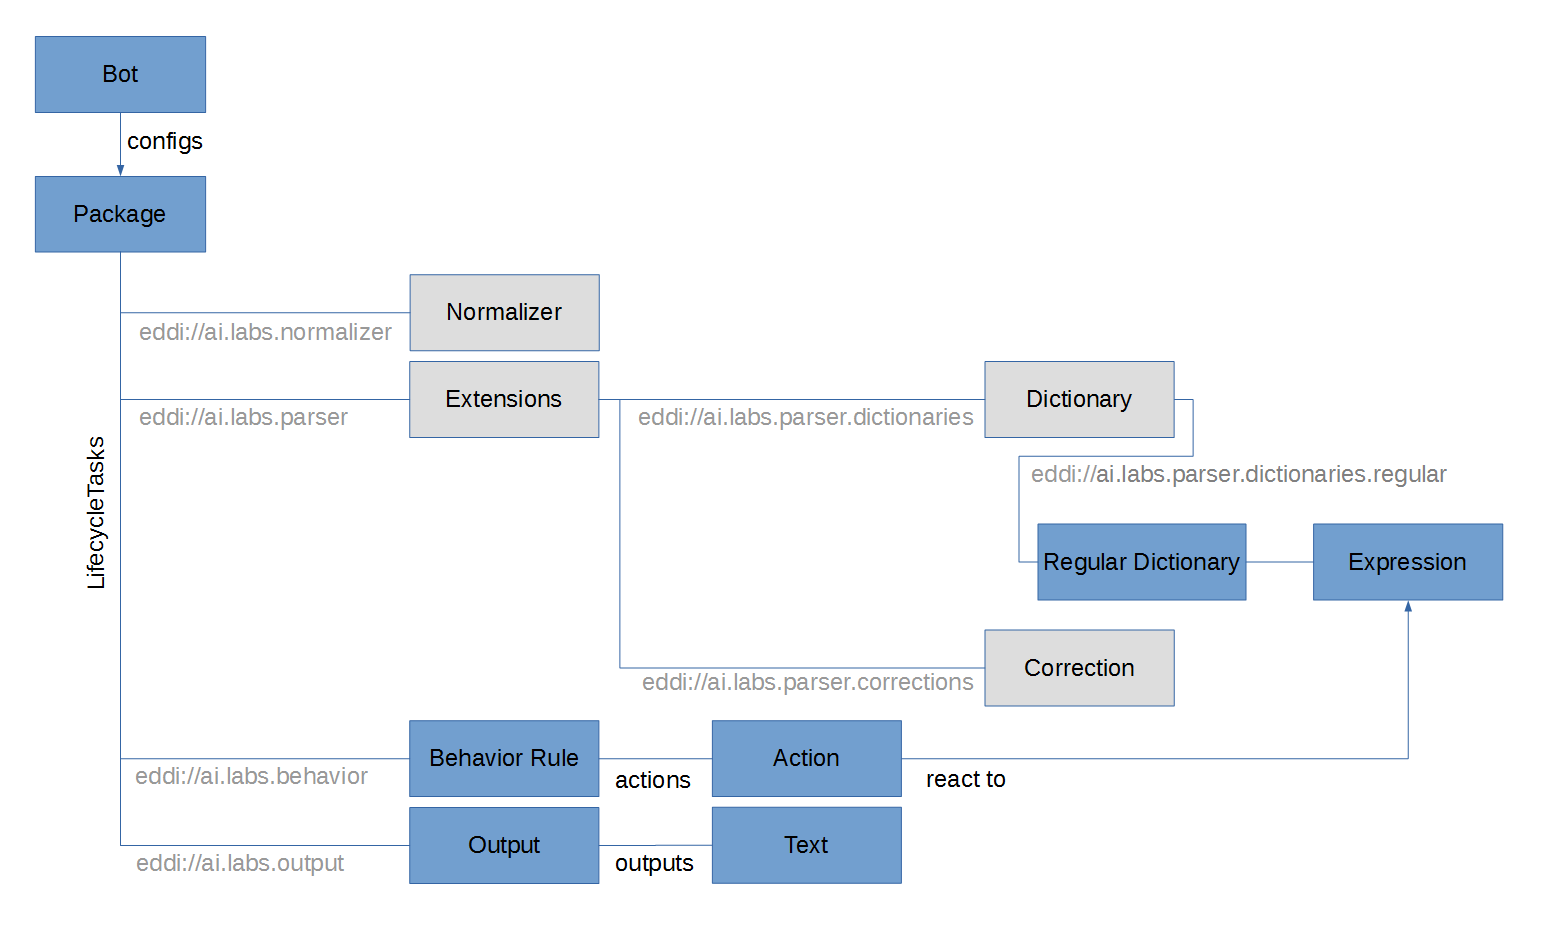 Bot
configs
Package
Normalizer
eddi://ai.labs.normalizer
Extensions
Dictionary
eddi://ai.labs.parser
eddi://ai.labs.parser.dictionaries
LifecycleTasks
eddi://ai.labs.parser.dictionaries.regular
Regular Dictionary
Expression
Correction
eddi://ai.labs.parser.corrections
Behavior Rule
Action
eddi://ai.labs.behavior
actions
react to
Output
Text
eddi://ai.labs.output
outputs